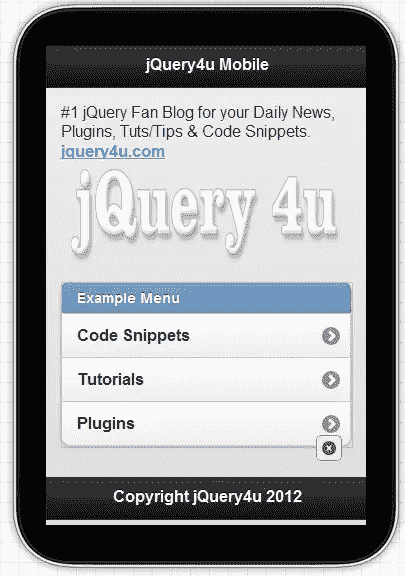 jQuery4u Mobile
#1 jQuery Fan Blog for your Daily News,
Plugins, Tuts/Tips & Code Snippets.
jquery4u.com
jQuery 4u
Example Menu
Code Snippets
Tutorials
Plugins
Copyright jQuery4u 2012